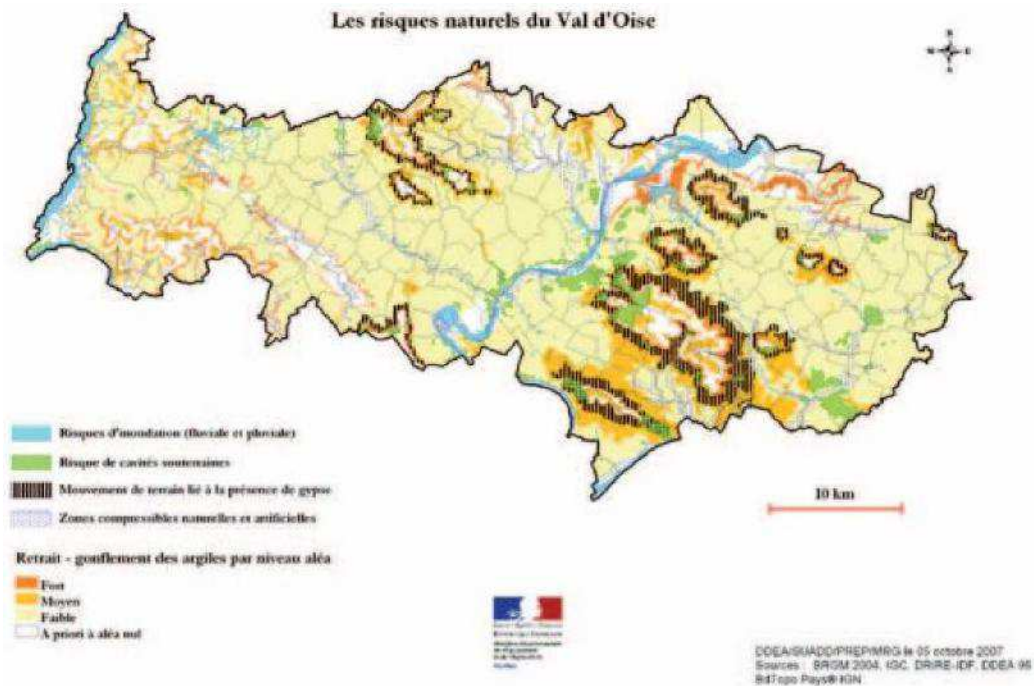 Les risques naturels du Val d'Oise
Risques d'inondation (fluviale et pluviale)
Risque de cavités souterraines
Mouvement de terrain lié à la présence de gypse
Zones compressibles naturelles et artificielles
10 km
Retrait - gonflement des argiles par niveau aléa
Fort
Moyen
Faible
A priori à aléa nul
DDEA/SUADD/PREP/MRG le 05 octobre 2007
Sources : BRGM 2004, IGC, DRIRE-IDF, DDEA 95
BdTopo Pays® IGN